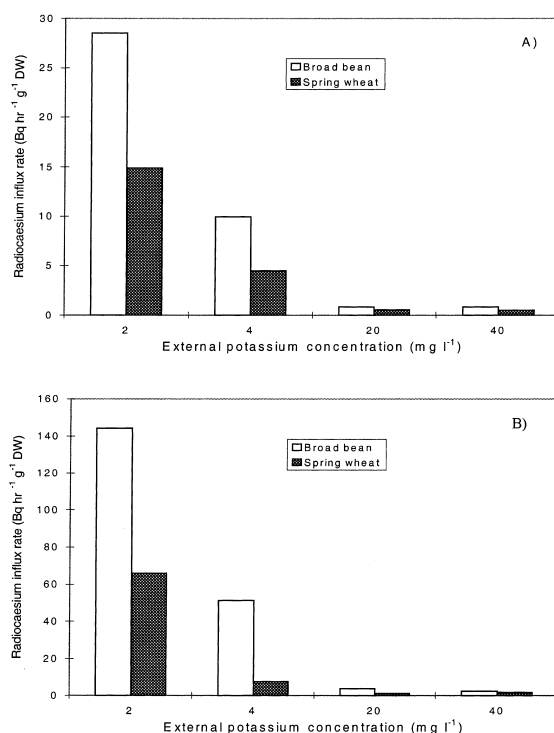 A)
Radiocaesium influx rate (Bq hr ⁻¹ g⁻¹ DW)
30
25
20
15
10
5
0
Broad bean
Spring wheat
2 4 20 40
External potassium concentration (mg l⁻¹)
B)
Radiocaesium influx rate (Bq hr ⁻¹ g⁻¹ DW)
160
140
120
100
80
60
40
20
0
Broad bean
Spring wheat
2 4 20 40
External potassium concentration (mg l⁻¹)